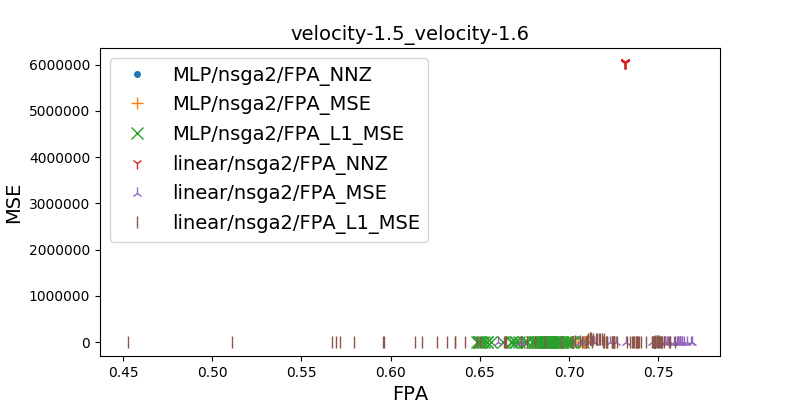 velocity-1.5_velocity-1.6
6000000
5000000
4000000
3000000
2000000
1000000
0
MSE
MLP/nsga2/FPA_NNZ
MLP/nsga2/FPA_MSE
MLP/nsga2/FPA_L1_MSE
linear/nsga2/FPA_NNZ
linear/nsga2/FPA_MSE
linear/nsga2/FPA_L1_MSE
0.45 0.50 0.55 0.60 0.65 0.70 0.75
FPA